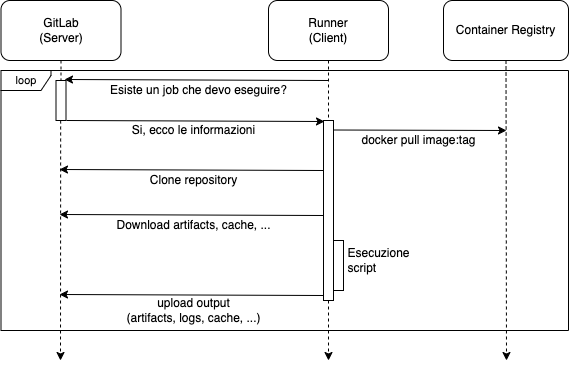 GitLab
(Server)
Runner
(Client)
Container Registry
loop
Esiste un job che devo eseguire?
Si, ecco le informazioni
docker pull image:tag
Clone repository
Download artifacts, cache, ...
Esecuzione
script
upload output
(artifacts, logs, cache, ...)